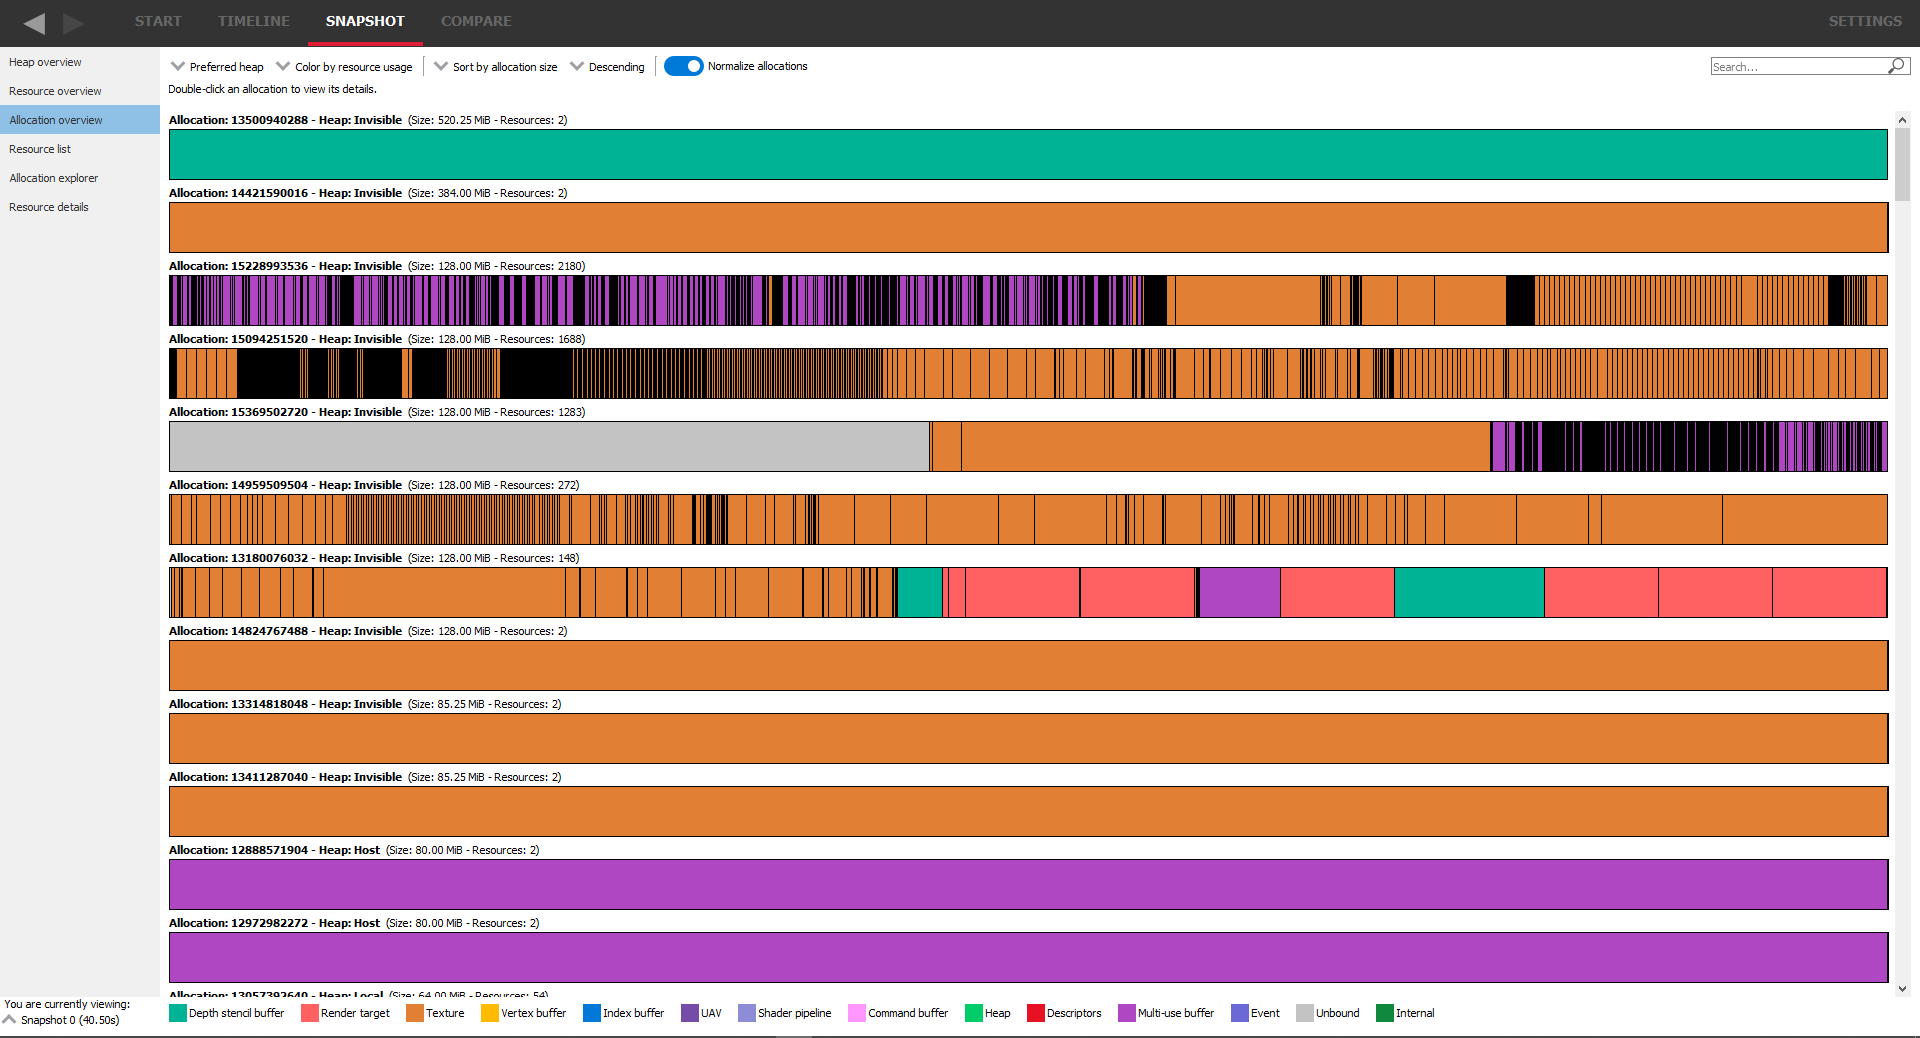 START TIMELINE SNAPSHOT COMPARE SETTINGS
Heap overview
Resource overview
Allocation overview
Resource list
Allocation explorer
Resource details
Preferred heap Color by resource usage Sort by allocation size Descending Normalize allocations Search...
Double-click an allocation to view its details.
Allocation: 13500940288 - Heap: Invisible (Size: 520.25 MiB - Resources: 2)
Allocation: 14421590016 - Heap: Invisible (Size: 384.00 MiB - Resources: 2)
Allocation: 15228993536 - Heap: Invisible (Size: 128.00 MiB - Resources: 2180)
Allocation: 15094251520 - Heap: Invisible (Size: 128.00 MiB - Resources: 1688)
Allocation: 15369502720 - Heap: Invisible (Size: 128.00 MiB - Resources: 1283)
Allocation: 14959509504 - Heap: Invisible (Size: 128.00 MiB - Resources: 272)
Allocation: 13180076032 - Heap: Invisible (Size: 128.00 MiB - Resources: 148)
Allocation: 14824767488 - Heap: Invisible (Size: 128.00 MiB - Resources: 2)
Allocation: 13314818048 - Heap: Invisible (Size: 85.25 MiB - Resources: 2)
Allocation: 13411287040 - Heap: Invisible (Size: 85.25 MiB - Resources: 2)
Allocation: 12888571904 - Heap: Host (Size: 80.00 MiB - Resources: 2)
Allocation: 12972982272 - Heap: Host (Size: 80.00 MiB - Resources: 2)
Allocation: 13057392640 - Heap: Local (Size: 64.00 MiB - Resources: 54)
You are currently viewing:
Snapshot 0 (40.50s)
Depth stencil buffer Render target Texture Vertex buffer Index buffer UAV Shader pipeline Command buffer Heap Descriptors Multi-use buffer Event Unbound Internal